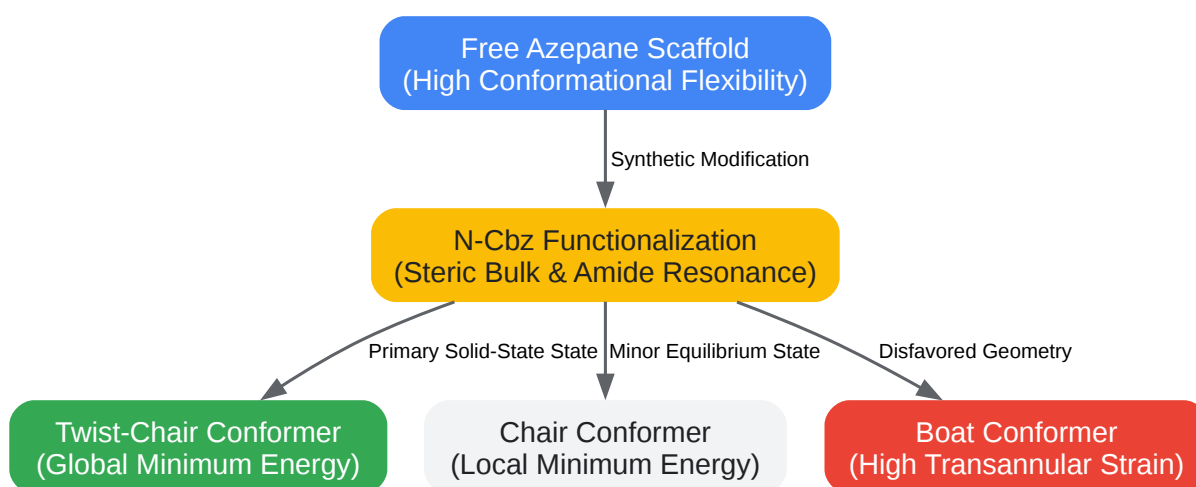 Free Azepane Scaffold
(High Conformational Flexibility)
Synthetic Modification
N-Cbz Functionalization
(Steric Bulk & Amide Resonance)
Primary Solid-State State
Minor Equilibrium State
Disfavored Geometry
Twist-Chair Conformer
(Global Minimum Energy)
Chair Conformer
(Local Minimum Energy)
Boat Conformer
(High Transannular Strain)